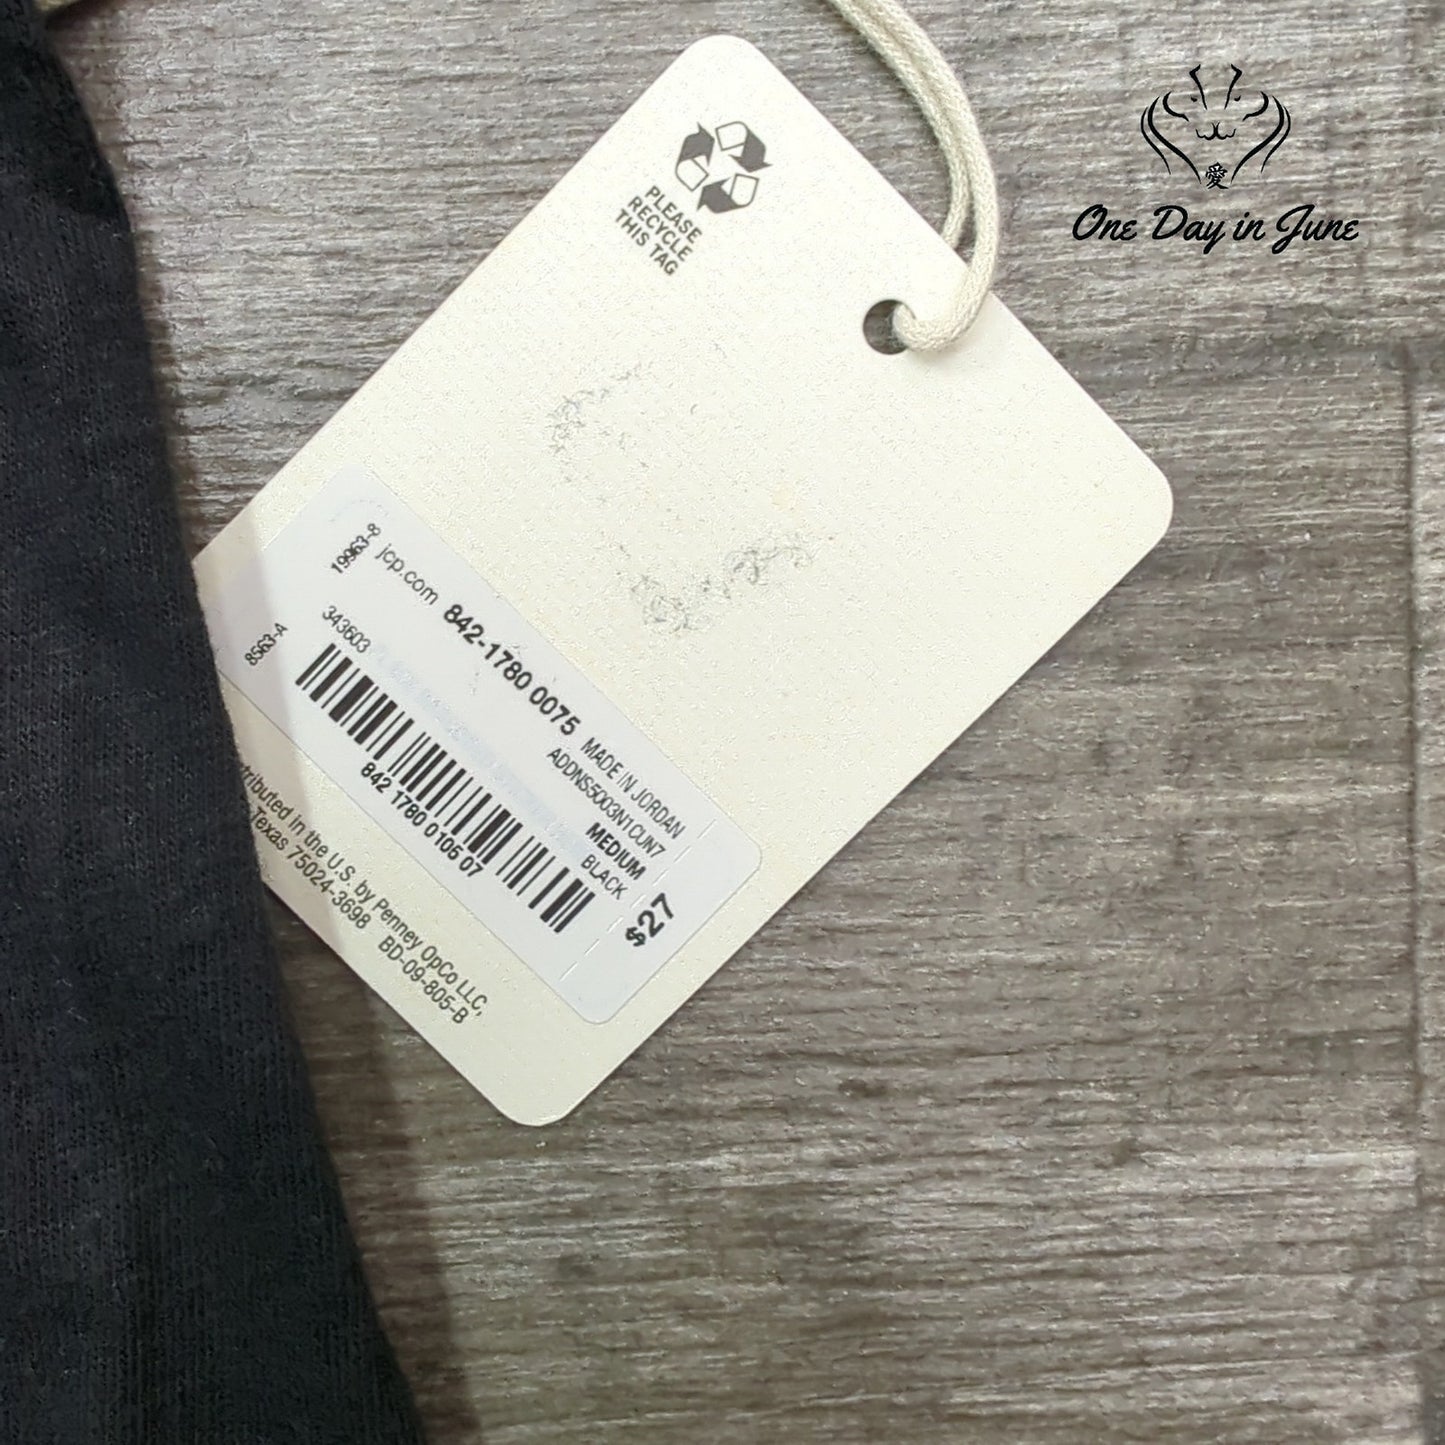 愛
One Day in June
PLEASE
RECYCLE
THIS TAG
19963-8
jcp.com
842-1780 0075
MADE IN JORDAN
8563-A
343603
ADDNS5003N1CUN7
MEDIUM
BLACK
842 1780 0106 07
$27
tributed in the U.S. by Penney OpCo LLC,
Texas 75024-3698 BD-09-805-B